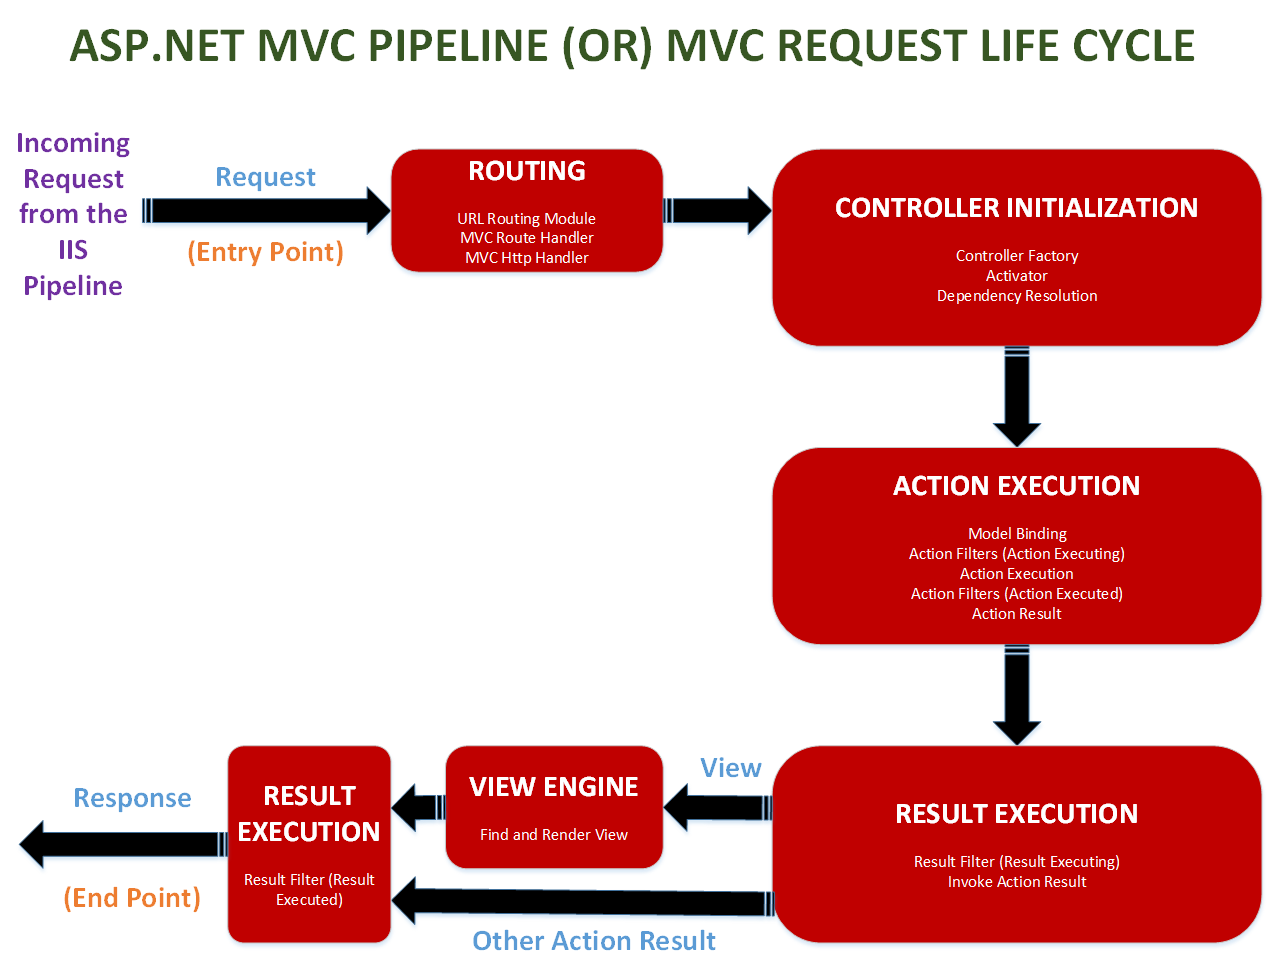 ASP.NET MVC PIPELINE (OR) MVC REQUEST LIFE CYCLE
Incoming
Request
from the
IIS
Pipeline
Request
(Entry Point)
ROUTING
URL Routing Module
MVC Route Handler
MVC Http Handler
CONTROLLER INITIALIZATION
Controller Factory
Activator
Dependency Resolution
ACTION EXECUTION
Model Binding
Action Filters (Action Executing)
Action Execution
Action Filters (Action Executed)
Action Result
RESULT EXECUTION
Result Filter (Result Executing)
Invoke Action Result
View
VIEW ENGINE
Find and Render View
Other Action Result
RESULT
EXECUTION
Result Filter (Result
Executed)
Response
(End Point)